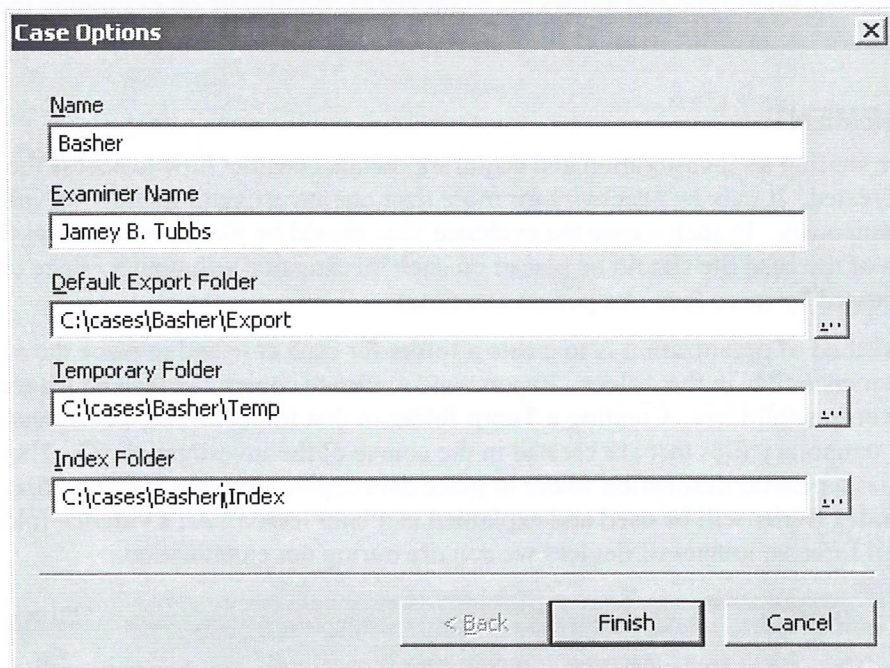 Case Options
Name
Basher
Examiner Name
Jamey B. Tubbs
Default Export Folder
C:\cases\Basher\Export
...
Temporary Folder
C:\cases\Basher\Temp
...
Index Folder
C:\cases\Basher\Index
...
< Back
Finish
Cancel